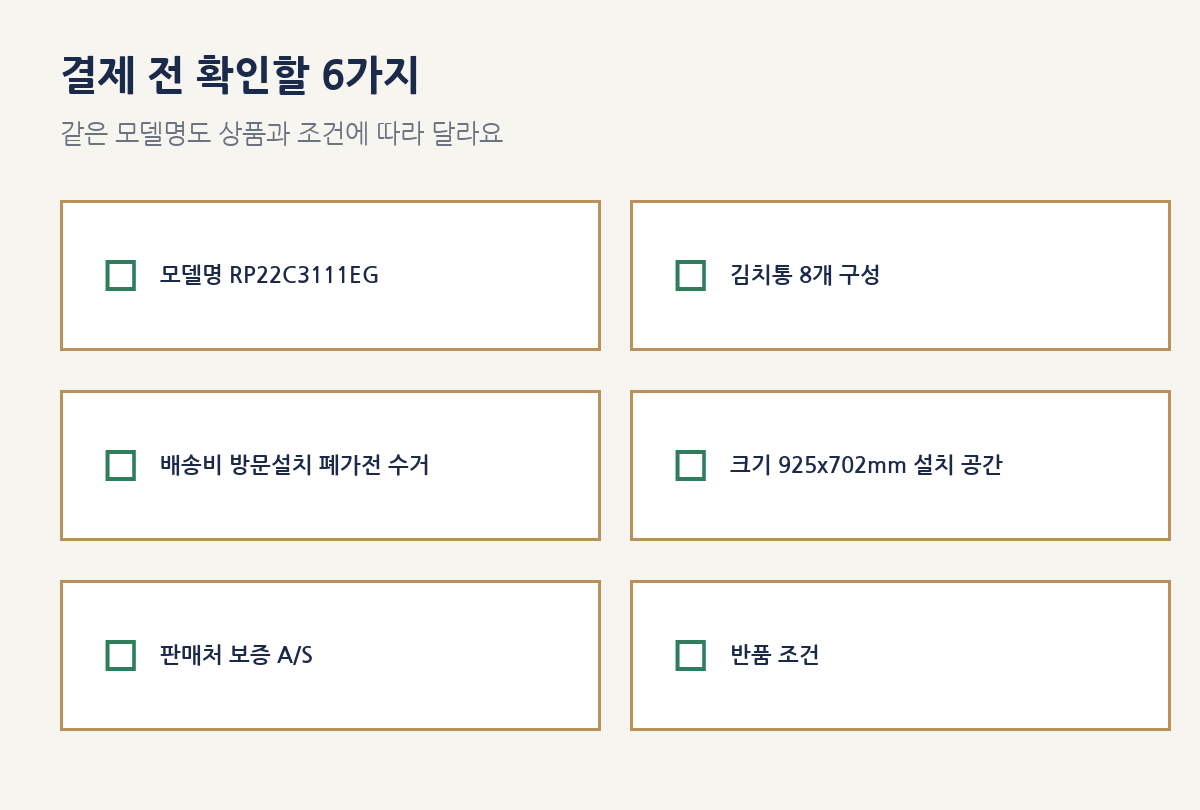 결제 전 확인할 6가지
같은 모델명도 상품과 조건에 따라 달라요
모델명 RP22C3111EG
김치통 8개 구성
배송비 방문설치 폐가전 수거
크기 925x702mm 설치 공간
판매처 보증 A/S
반품 조건